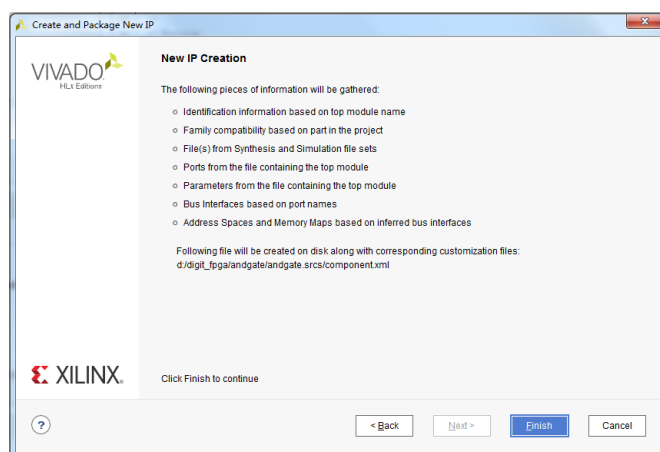 Create and Package New IP
VIVADO
HLx Editions
New IP Creation
The following pieces of information will be gathered:
Identification information based on top module name
Family compatibility based on part in the project
File(s) from Synthesis and Simulation file sets
Ports from the file containing the top module
Parameters from the file containing the top module
Bus Interfaces based on port names
Address Spaces and Memory Maps based on inferred bus interfaces
Following file will be created on disk along with corresponding customization files:
d:/digit_fpga/andgate/andgate.srcs/component.xml
XILINX.
Click Finish to continue
?
< Back
Next >
Finish
Cancel